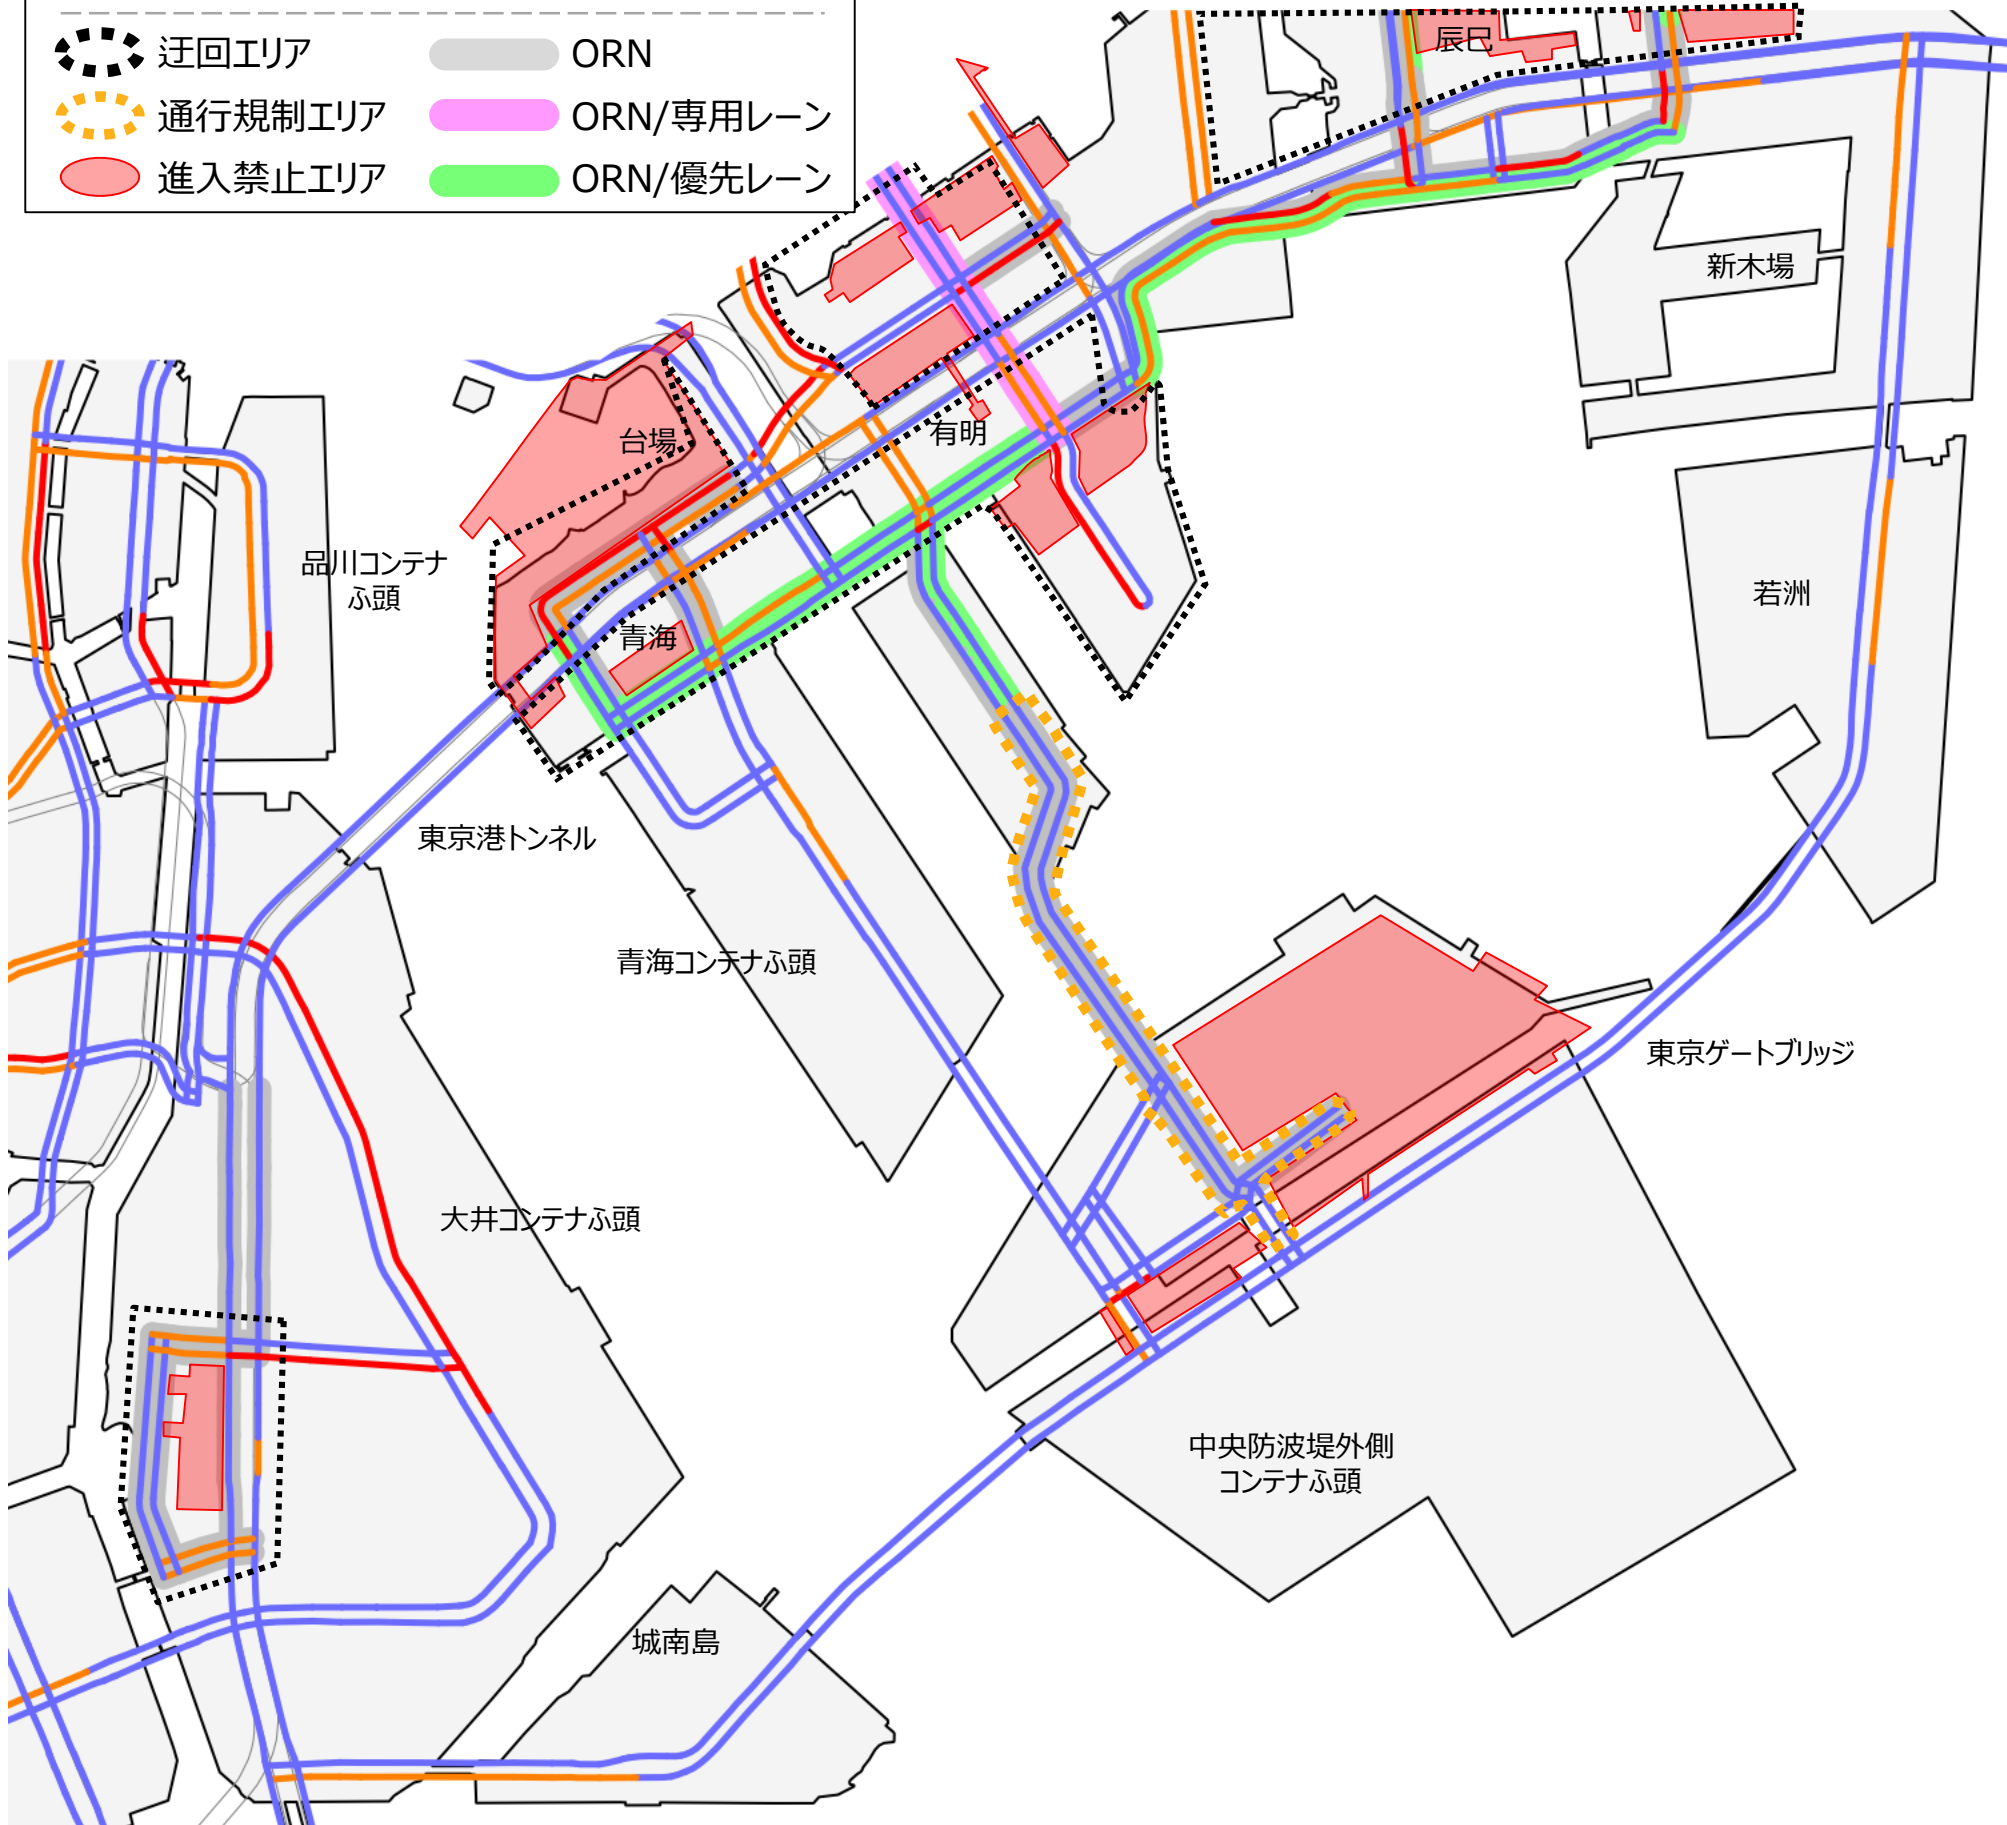 迂回エリア
ORN
通行規制エリア
ORN/専用レーン
進入禁止エリア
ORN/優先レーン
辰巳
新木場
台場
有明
品川コンテナ
ふ頭
青海
若洲
東京港トンネル
青海コンテナふ頭
東京ゲートブリッジ
大井コンテナふ頭
中央防波堤外側
コンテナふ頭
城南島